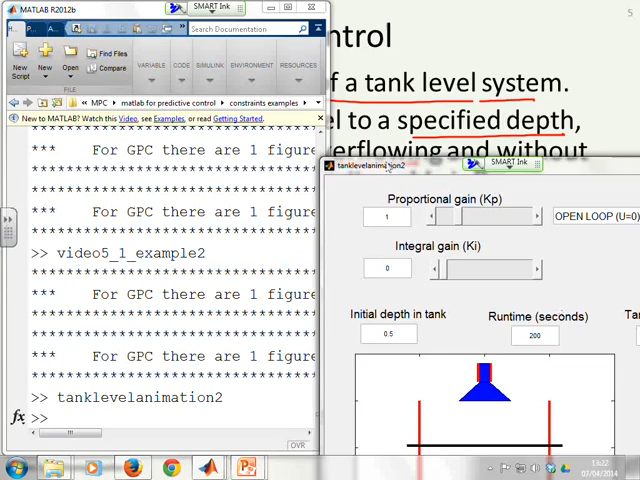 5
MATLAB R2012b
SMART Ink
Search Documentation
ntrol
New Script
New
Open
Find Files
Compare
VARIABLE
CODE
SIMULINK
ENVIRONMENT
RESOURCES
FILE
f a tank level system.
MPC
matlab for predictive control
constraints examples
New to MATLAB? Watch this Video, see Examples, or read Getting Started.
el to a specified depth,
erflowing and without
*** For GPC there are 1 figure
*** For GPC there are 1 figure
>> video5_1_example2
*** For GPC there are 1 figure
*** For GPC there are 1 figure
>> tanklevelanimation2
fx >>
OVR
tanklevelanimation2
SMART Ink
Proportional gain (Kp)
1
OPEN LOOP (U=0)
Integral gain (Ki)
0
Initial depth in tank
Runtime (seconds)
Tar
0.5
200
13:22
07/04/2014